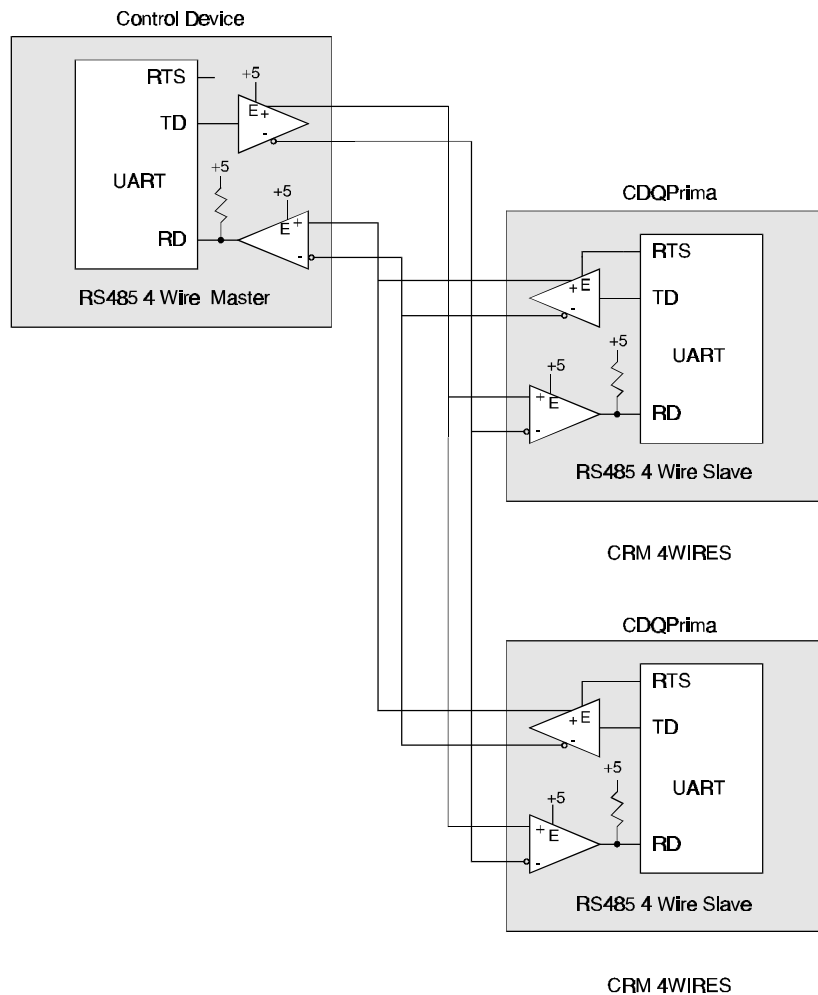 Control Device
RTS
+5
E +
TD
-
+5
+5
UART
E +
RD
-
RS485 4 Wire Master
CDQPrima
RTS
+ E
TD
-
+5
UART
+5
+ E
RD
-
RS485 4 Wire Slave
CRM 4WIRES
CDQPrima
RTS
+ E
TD
-
+5
UART
+5
+ E
RD
-
RS485 4 Wire Slave
CRM 4WIRES